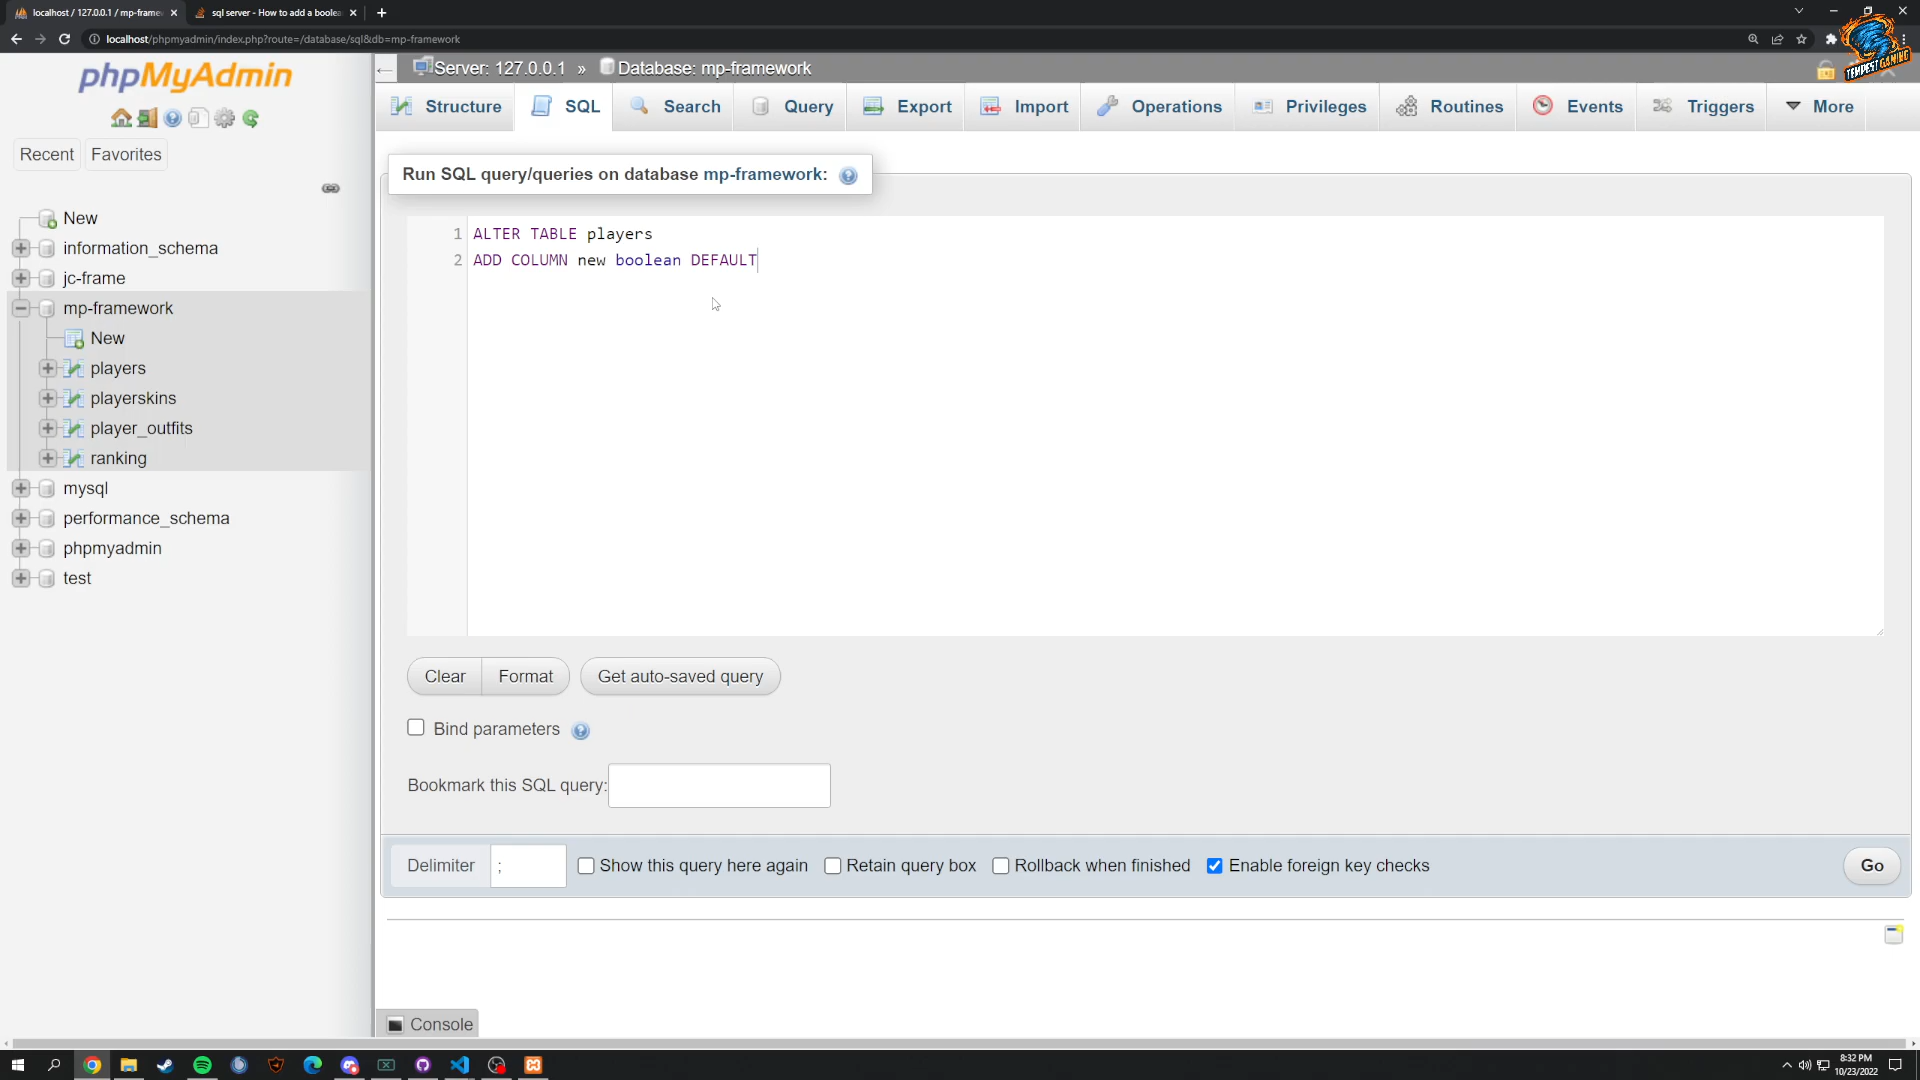 localhost / 127.0.0.1 / mp-frame
sql server - How to add a boolea
localhost/phpmyadmin/index.php?route=/database/sql&db=mp-framework
TEMPEST GAMING
phpMyAdmin
Recent
Favorites
New
information_schema
jc-frame
mp-framework
New
players
playerskins
player_outfits
ranking
mysql
performance_schema
phpmyadmin
test
Server: 127.0.0.1 » Database: mp-framework
Structure
SQL
Search
Query
Export
Import
Operations
Privileges
Routines
Events
Triggers
More
Run SQL query/queries on database mp-framework:
1 ALTER TABLE players
2 ADD COLUMN new boolean DEFAULT
Clear
Format
Get auto-saved query
Bind parameters
Bookmark this SQL query:
Delimiter
;
Show this query here again
Retain query box
Rollback when finished
Enable foreign key checks
Go
Console
8:32 PM
10/23/2022